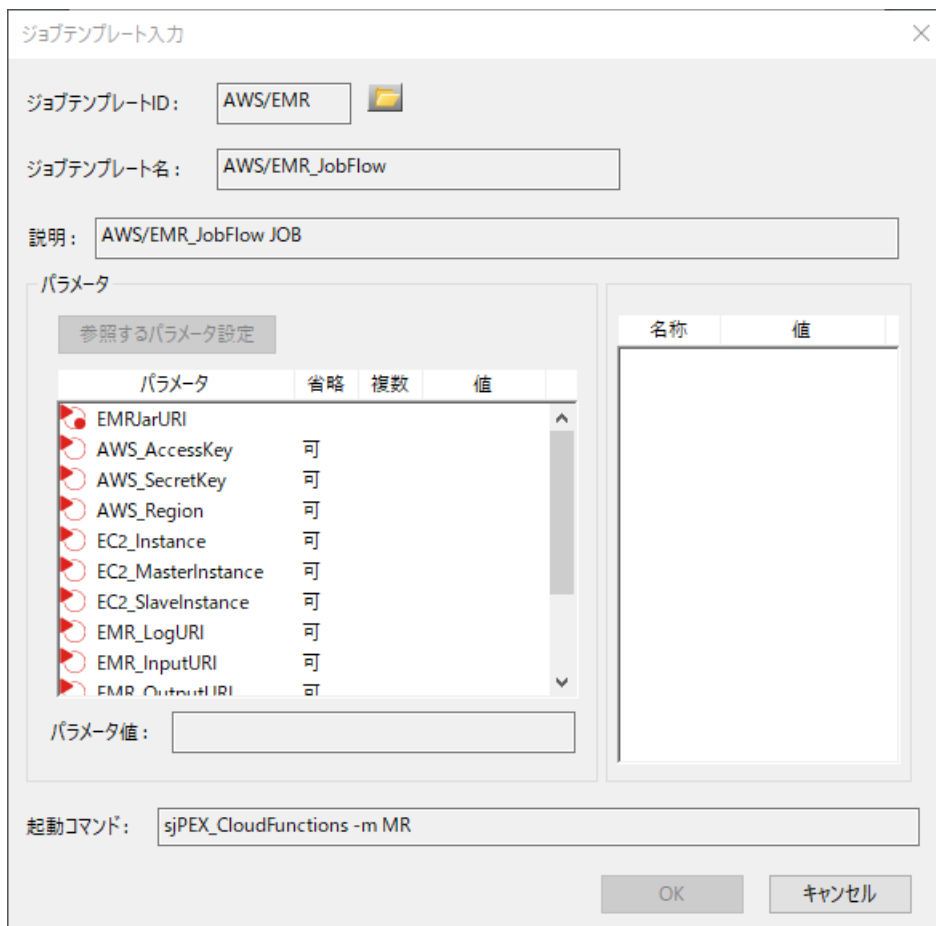 ジョブテンプレート入力
ジョブテンプレートID： AWS/EMR
ジョブテンプレート名： AWS/EMR_JobFlow
説明： AWS/EMR_JobFlow JOB
パラメータ
参照するパラメータ設定
パラメータ 省略 複数 値
EMRJarURI
AWS_AccessKey 可
AWS_SecretKey 可
AWS_Region 可
EC2_Instance 可
EC2_MasterInstance 可
EC2_SlaveInstance 可
EMR_LogURI 可
EMR_InputURI 可
EMR_OutputURI 可
パラメータ値：
名称 値
起動コマンド： sjPEX_CloudFunctions -m MR
OK キャンセル